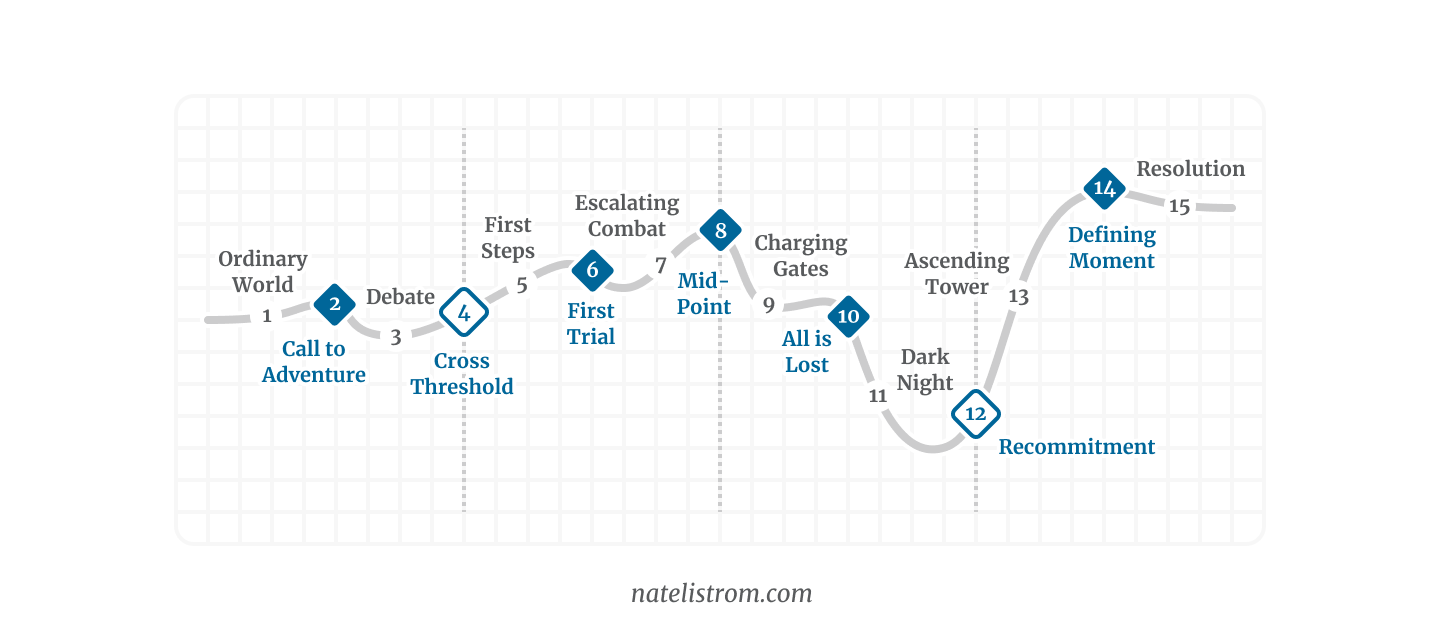 Ordinary
World
1
2
Call to
Adventure
Debate
3
4
Cross
Threshold
First
Steps
5
6
First
Trial
Escalating
Combat
7
8
Mid-
Point
Charging
Gates
9
10
All is
Lost
Dark
Night
11
12
Recommitment
Ascending
Tower
13
14
Defining
Moment
Resolution
15
natelistrom.com